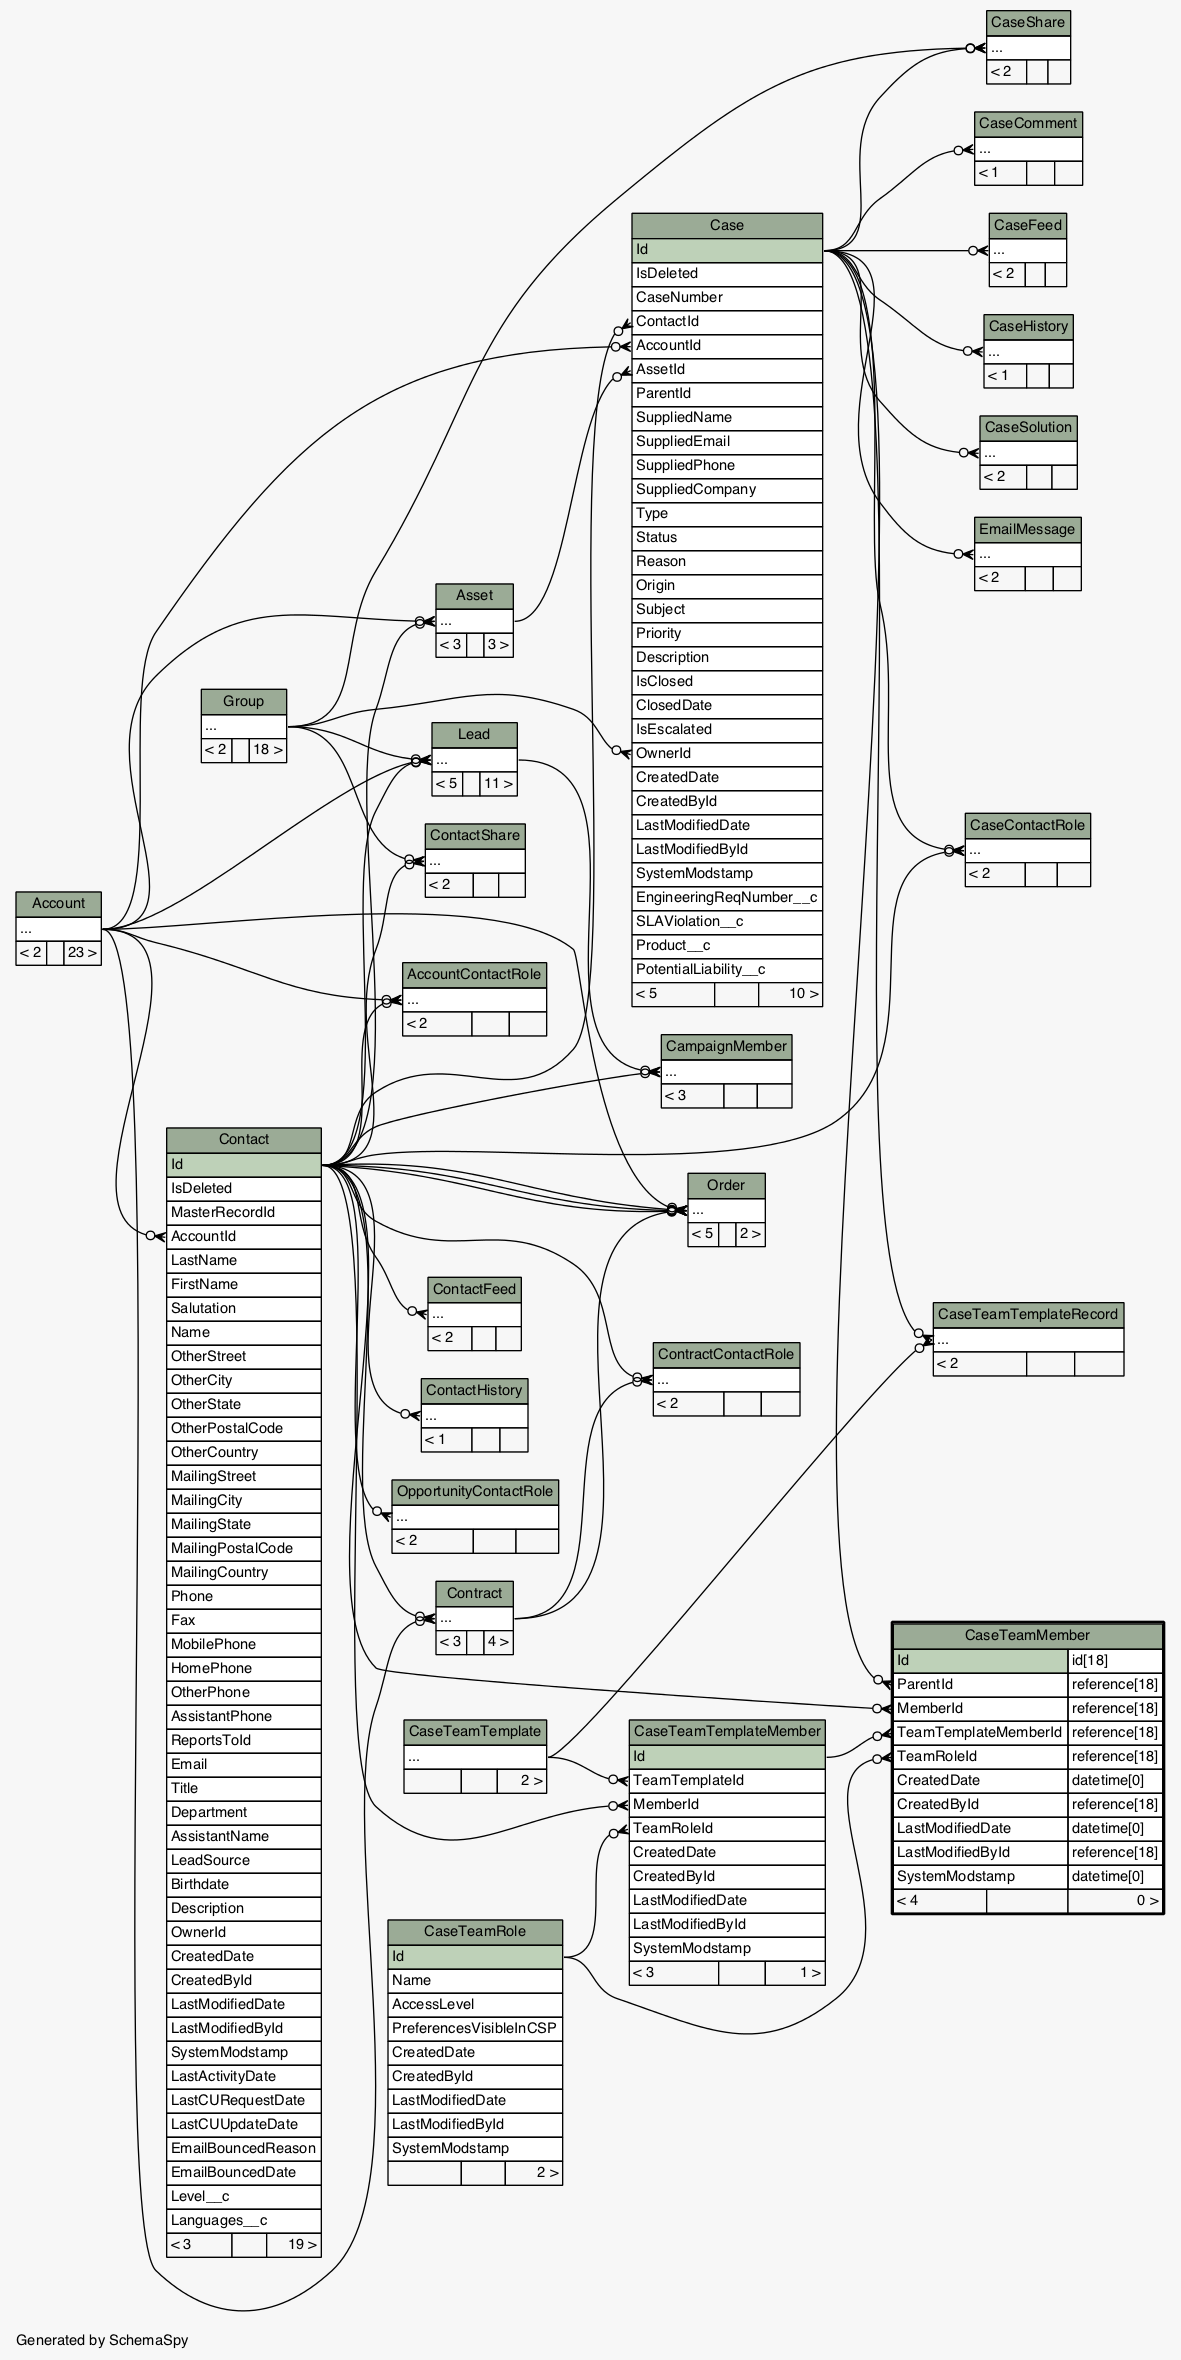 CaseShare
...
< 2
CaseComment
...
< 1
CaseFeed
...
< 2
CaseHistory
...
< 1
CaseSolution
...
< 2
EmailMessage
...
< 2
Case
Id
IsDeleted
CaseNumber
ContactId
AccountId
AssetId
ParentId
SuppliedName
SuppliedEmail
SuppliedPhone
SuppliedCompany
Type
Status
Reason
Origin
Subject
Priority
Description
IsClosed
ClosedDate
IsEscalated
OwnerId
CreatedDate
CreatedById
LastModifiedDate
LastModifiedById
SystemModstamp
EngineeringReqNumber__c
SLAViolation__c
Product__c
PotentialLiability__c
< 5 10 >
Asset
...
< 3 3 >
Group
...
< 2 18 >
Lead
...
< 5 11 >
ContactShare
...
< 2
CaseContactRole
...
< 2
Account
...
< 2 23 >
AccountContactRole
...
< 2
CampaignMember
...
< 3
Contact
Id
IsDeleted
MasterRecordId
AccountId
LastName
FirstName
Salutation
Name
OtherStreet
OtherCity
OtherState
OtherPostalCode
OtherCountry
MailingStreet
MailingCity
MailingState
MailingPostalCode
MailingCountry
Phone
Fax
MobilePhone
HomePhone
OtherPhone
AssistantPhone
ReportsToId
Email
Title
Department
AssistantName
LeadSource
Birthdate
Description
OwnerId
CreatedDate
CreatedById
LastModifiedDate
LastModifiedById
SystemModstamp
LastActivityDate
LastCURequestDate
LastCUUpdateDate
EmailBouncedReason
EmailBouncedDate
Level__c
Languages__c
< 3 19 >
Order
...
< 5 2 >
ContactFeed
...
< 2
ContractContactRole
...
< 2
CaseTeamTemplateRecord
...
< 2
ContactHistory
...
< 1
OpportunityContactRole
...
< 2
Contract
...
< 3 4 >
CaseTeamMember
Id id[18]
ParentId reference[18]
MemberId reference[18]
TeamTemplateMemberId reference[18]
TeamRoleId reference[18]
CreatedDate datetime[0]
CreatedById reference[18]
LastModifiedDate datetime[0]
LastModifiedById reference[18]
SystemModstamp datetime[0]
< 4 0 >
CaseTeamTemplate
...
2 >
CaseTeamTemplateMember
Id
TeamTemplateId
MemberId
TeamRoleId
CreatedDate
CreatedById
LastModifiedDate
LastModifiedById
SystemModstamp
< 3 1 >
CaseTeamRole
Id
Name
AccessLevel
PreferencesVisibleInCSP
CreatedDate
CreatedById
LastModifiedDate
LastModifiedById
SystemModstamp
2 >
Generated by SchemaSpy